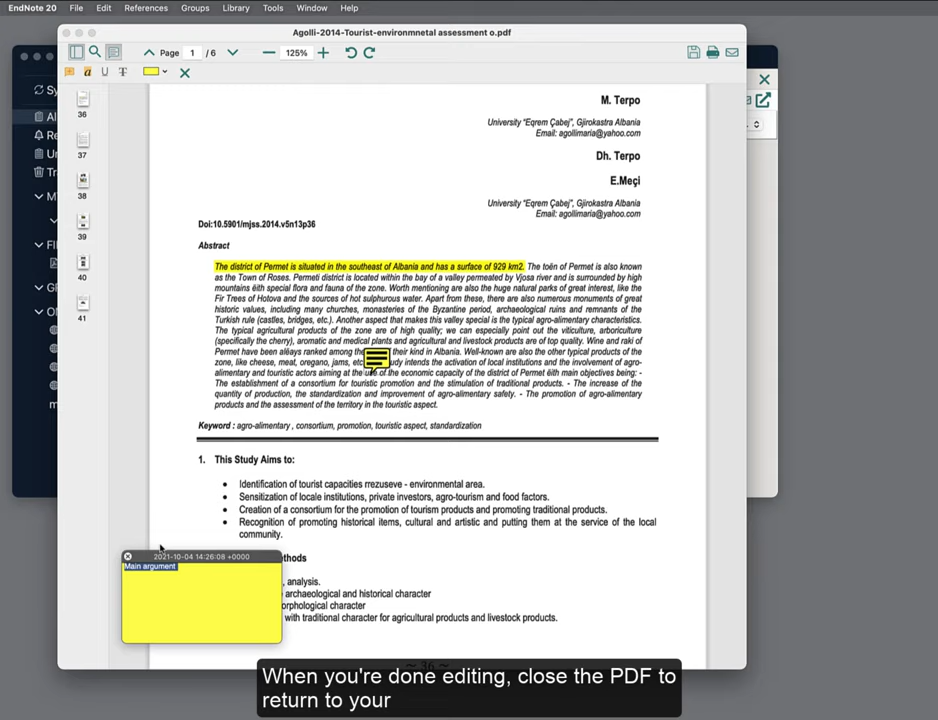 EndNote 20 File Edit References Groups Library Tools Window Help
Agolli-2014-Tourist-environmnetal assessment o.pdf
Page 1 / 6 125%
a U T
Sy
Al
Re
Un
Tr
M
FI
GR
ON
m
36
37
38
39
40
41
M. Terpo
University “Eqrem Çabej”, Gjirokastra Albania
Email: agollimaria@yahoo.com
Dh. Terpo
E.Meçi
University “Eqrem Çabej”, Gjirokastra Albania
Email: agollimaria@yahoo.com
Doi:10.5901/mjss.2014.v5n13p36
Abstract
The district of Permet is situated in the southeast of Albania and has a surface of 929 km2. The toën of Permet is also known
as the Town of Roses. Permeti district is located within the bay of a valley permeated by Vjosa river and is surrounded by high
mountains ëith special flora and fauna of the zone. Worth mentioning are also the huge natural parks of great interest, like the
Fir Trees of Hotova and the sources of hot sulphurous water. Apart from these, there are also numerous monuments of great
historic values, including many churches, monasteries of the Byzantine period, archaeological ruins and remnants of the
Turkish rule (castles, bridges, etc.). Another aspect that makes this valley special is the typical agro-alimentary characteristics.
The typical agricultural products of the zone are of high quality; we can especially point out the viticulture, arboriculture
(specifically the cherry), aromatic and medical plants and agricultural and livestock products are of top quality. Wine and raki of
Permet have been alëays ranked among the their kind in Albania. Well-known are also the other typical products of the
zone, like cheese, meat, oregano, jams, etc udy intends the activation of local institutions and the involvement of agro-
alimentary and touristic actors aiming at the use of the economic capacity of the district of Permet ëith main objectives being: -
The establishment of a consortium for touristic promotion and the stimulation of traditional products. - The increase of the
quantity of production, the standardization and improvement of agro-alimentary safety. - The promotion of agro-alimentary
products and the assessment of the territory in the touristic aspect.
Keyword : agro-alimentary , consortium, promotion, touristic aspect, standardization
1. This Study Aims to:
• Identification of tourist capacities rrezuseve - environmental area.
• Sensitization of locale institutions, private investors, agro-tourism and food factors.
• Creation of a consortium for the promotion of tourism products and promoting traditional products.
• Recognition of promoting historical items, cultural and artistic and putting them at the service of the local
community.
thods
2021-10-04 14:26:08 +0000
Main argument
, analysis.
archaeological and historical character
orphological character
with traditional character for agricultural products and livestock products.
~ 36 ~
When you're done editing, close the PDF to
return to your